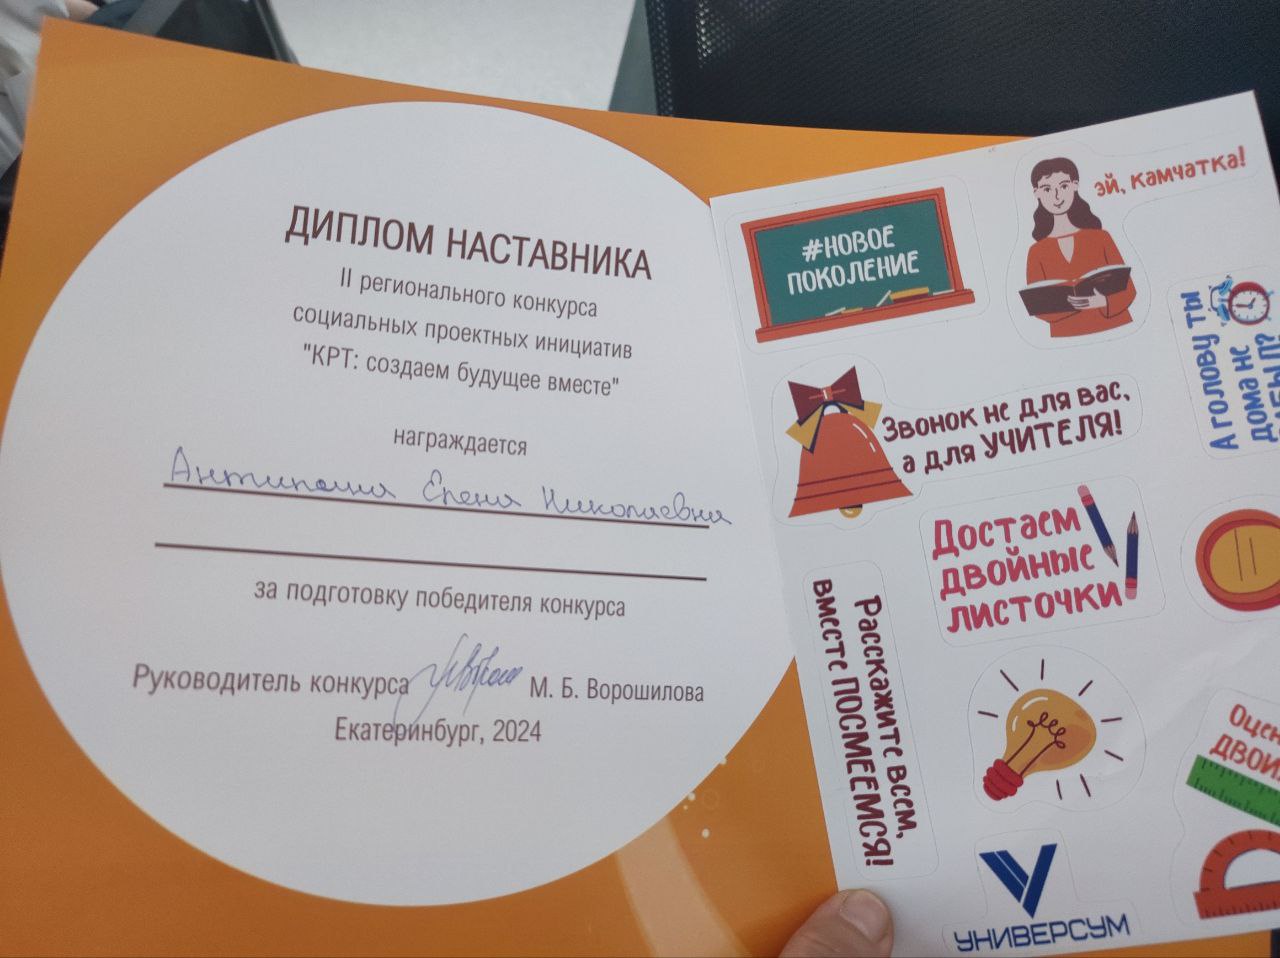 ДИПЛОМ НАСТАВНИКА
II регионального конкурса
социальных проектных инициатив
"КРТ: создаем будущее вместе"
награждается
Елена Николаевна
за подготовку победителя конкурса
Руководитель конкурса М. Б. Ворошилова
Екатеринбург, 2024
#НОВОЕ
ПОКОЛЕНИЕ
эй, камчатка!
А голову ты
дома не
Звонок не для вас,
а для УЧИТЕЛЯ!
Достаем
двойные
листочки
Расскажите всем,
вместе ПОСМЕЕМСЯ!
УНИВЕРСУМ